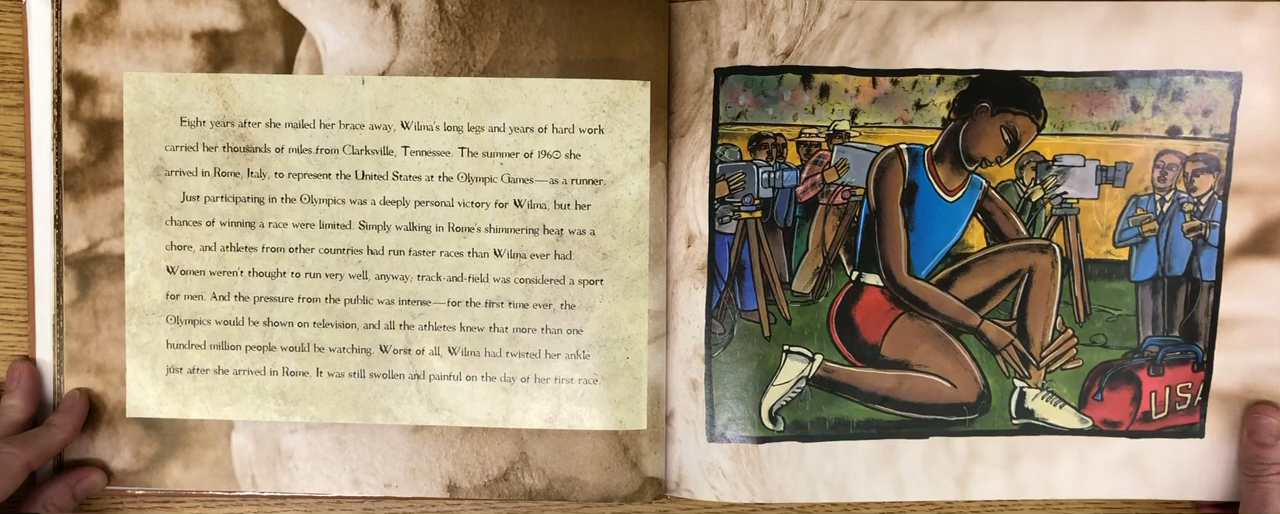 Eight years after she mailed her brace away, Wilma's long legs and years of hard work
carried her thousands of miles from Clarksville, Tennessee. The summer of 1960 she
arrived in Rome, Italy, to represent the United States at the Olympic Games—as a runner.
Just participating in the Olympics was a deeply personal victory for Wilma, but her
chances of winning a race were limited. Simply walking in Rome's shimmering heat was a
chore, and athletes from other countries had run faster races than Wilma ever had.
Women weren't thought to run very well, anyway; track-and-field was considered a sport
for men. And the pressure from the public was intense—for the first time ever, the
Olympics would be shown on television, and all the athletes knew that more than one
hundred million people would be watching. Worst of all, Wilma had twisted her ankle
just after she arrived in Rome. It was still swollen and painful on the day of her first race.
USA